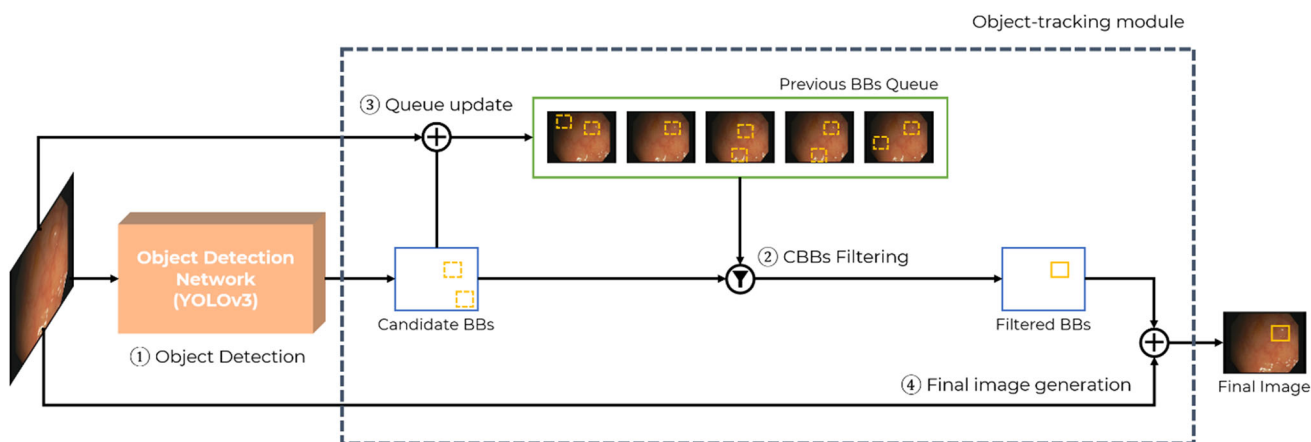 Object-tracking module
Previous BBs Queue
③ Queue update
Object Detection
Network
(YOLOv3)
② CBBs Filtering
Candidate BBs
Filtered BBs
① Object Detection
④ Final image generation
Final Image